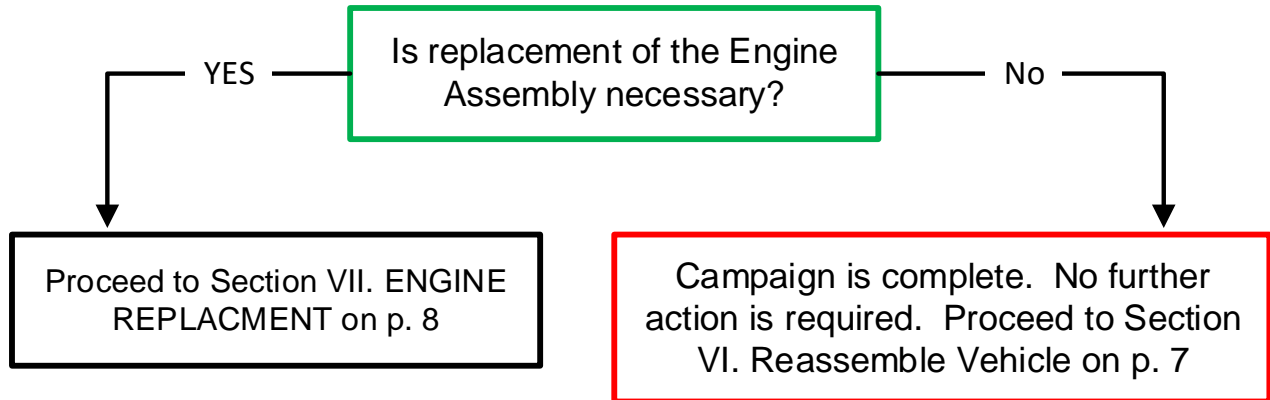 Is replacement of the Engine
Assembly necessary?
YES
No
Proceed to Section VII. ENGINE
REPLACMENT on p. 8
Campaign is complete.  No further
action is required.  Proceed to Section
VI. Reassemble Vehicle on p. 7